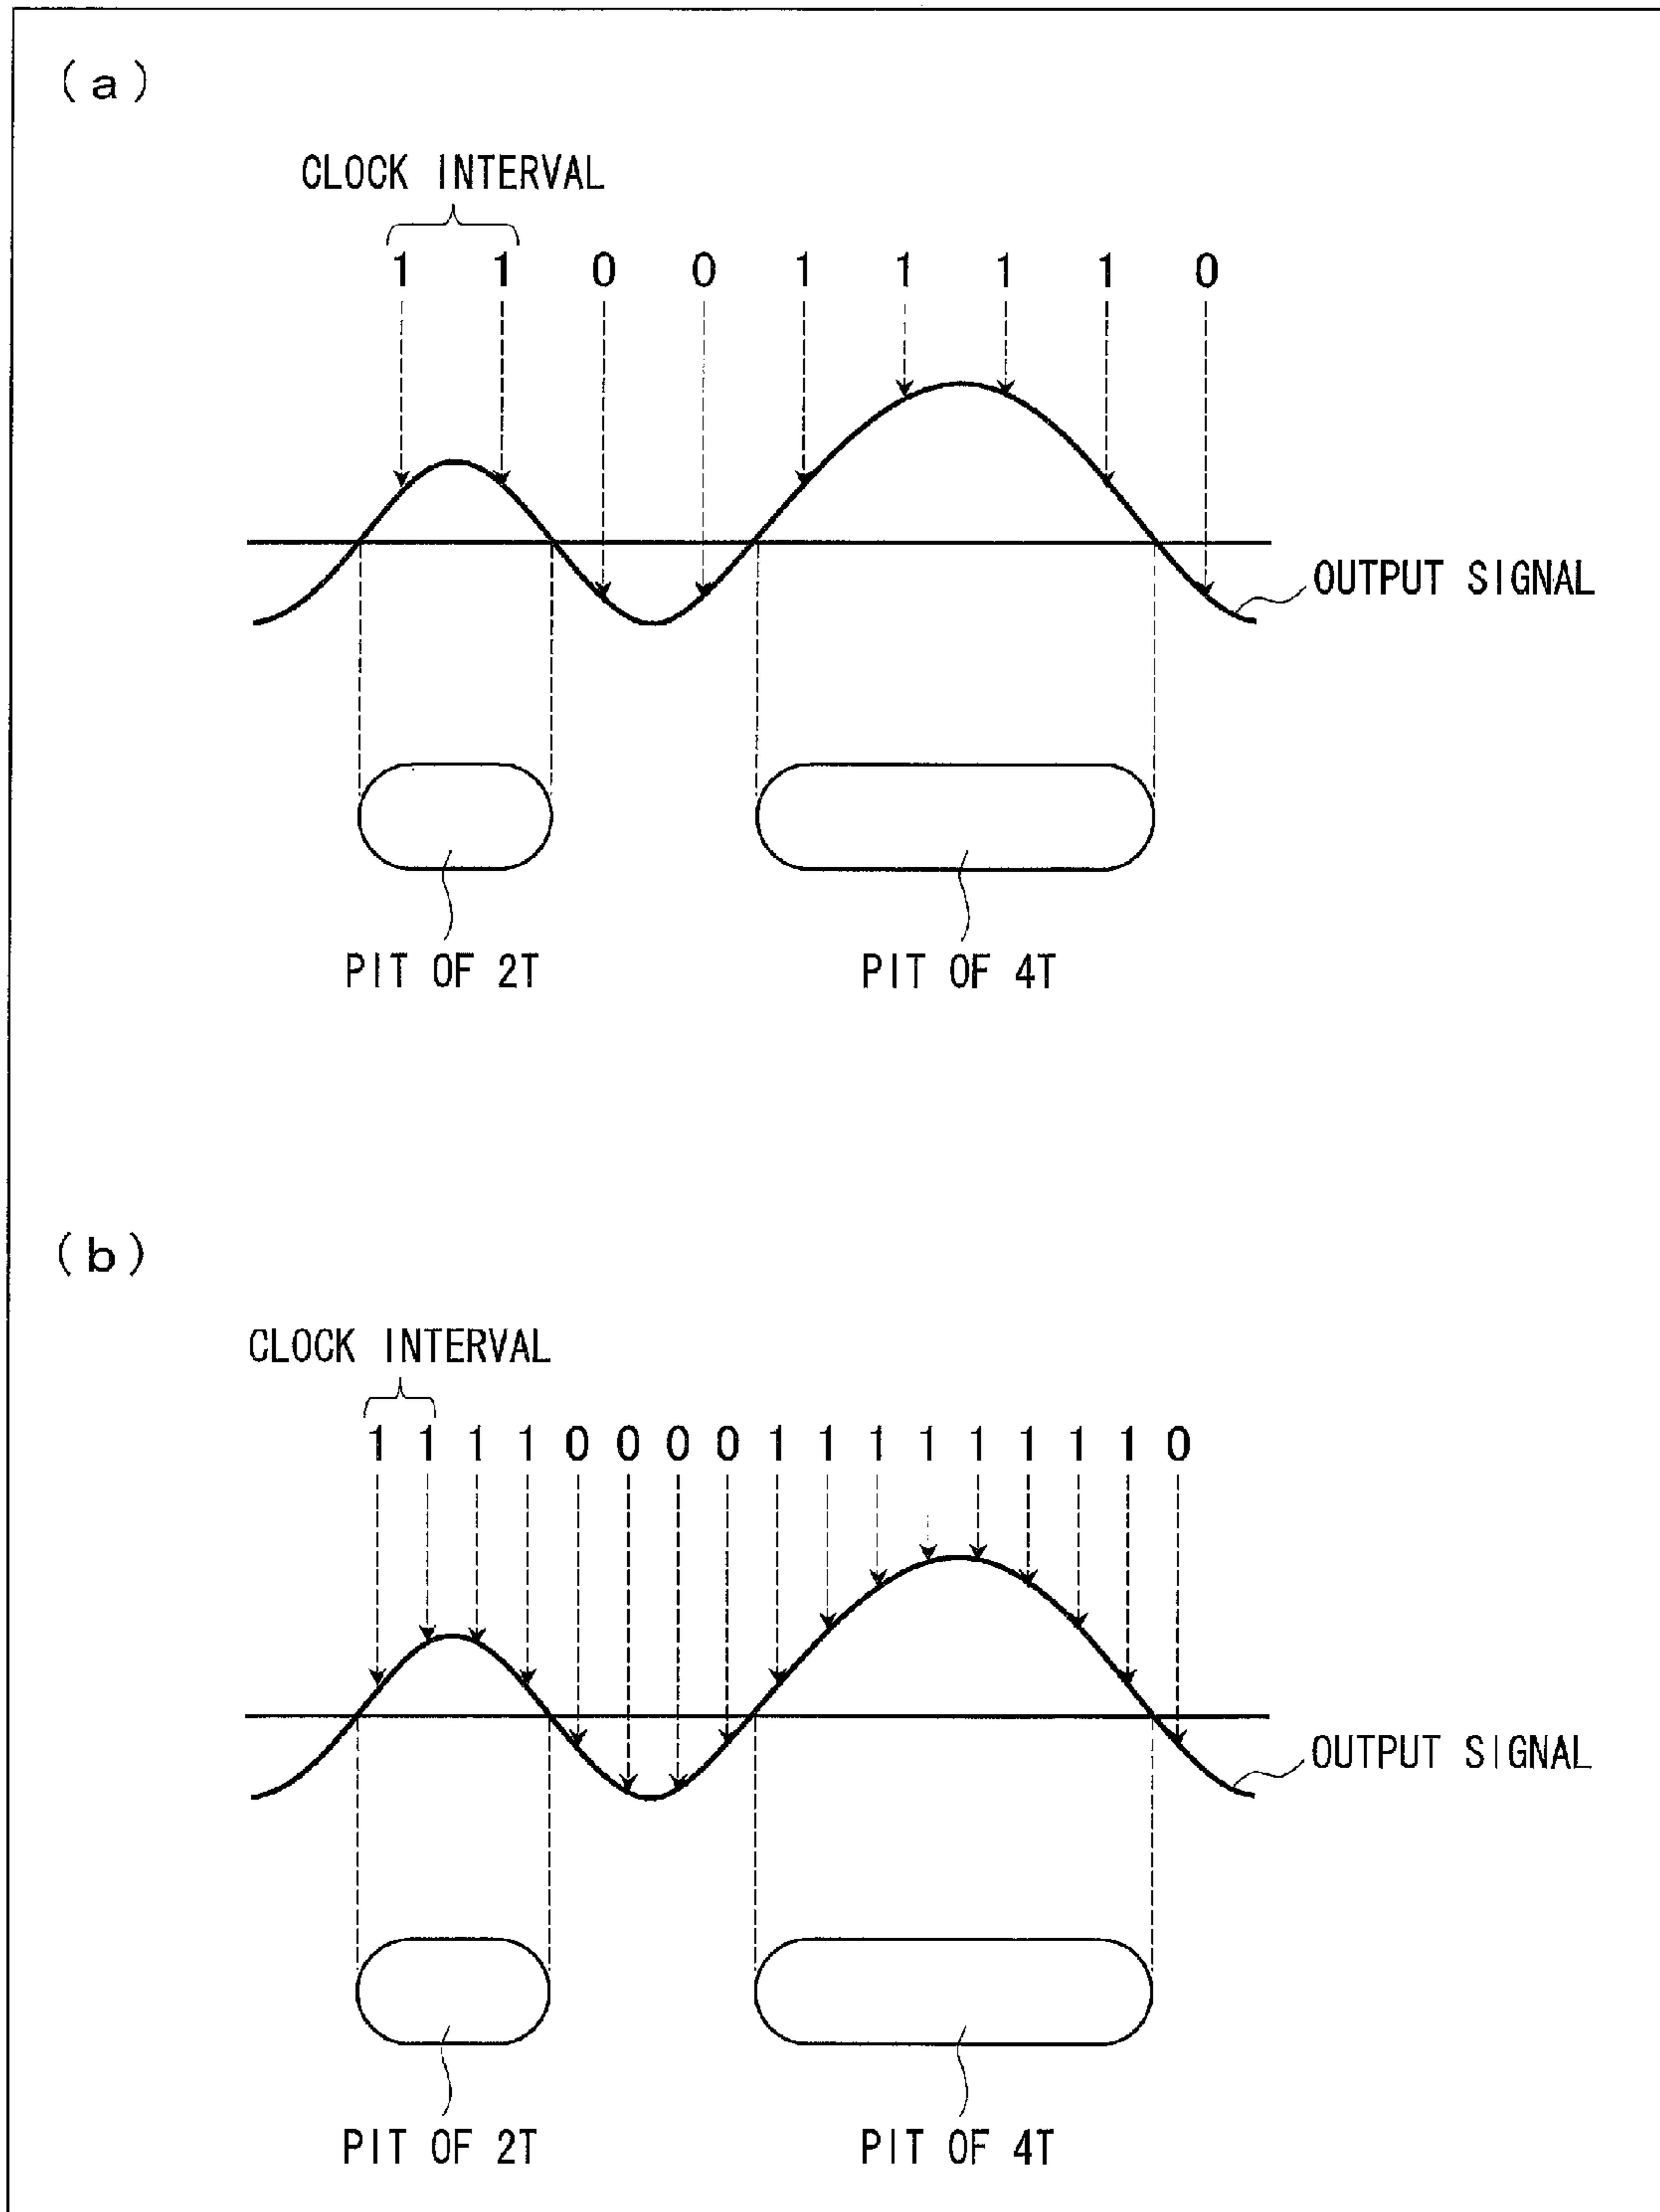 (a)
CLOCK INTERVAL
1 1 0 0 1 1 1 1 0
OUTPUT SIGNAL
PIT OF 2T PIT OF 4T
(b)
CLOCK INTERVAL
1 1 1 1 0 0 0 0 1 1 1 1 1 1 1 1 0
OUTPUT SIGNAL
PIT OF 2T PIT OF 4T